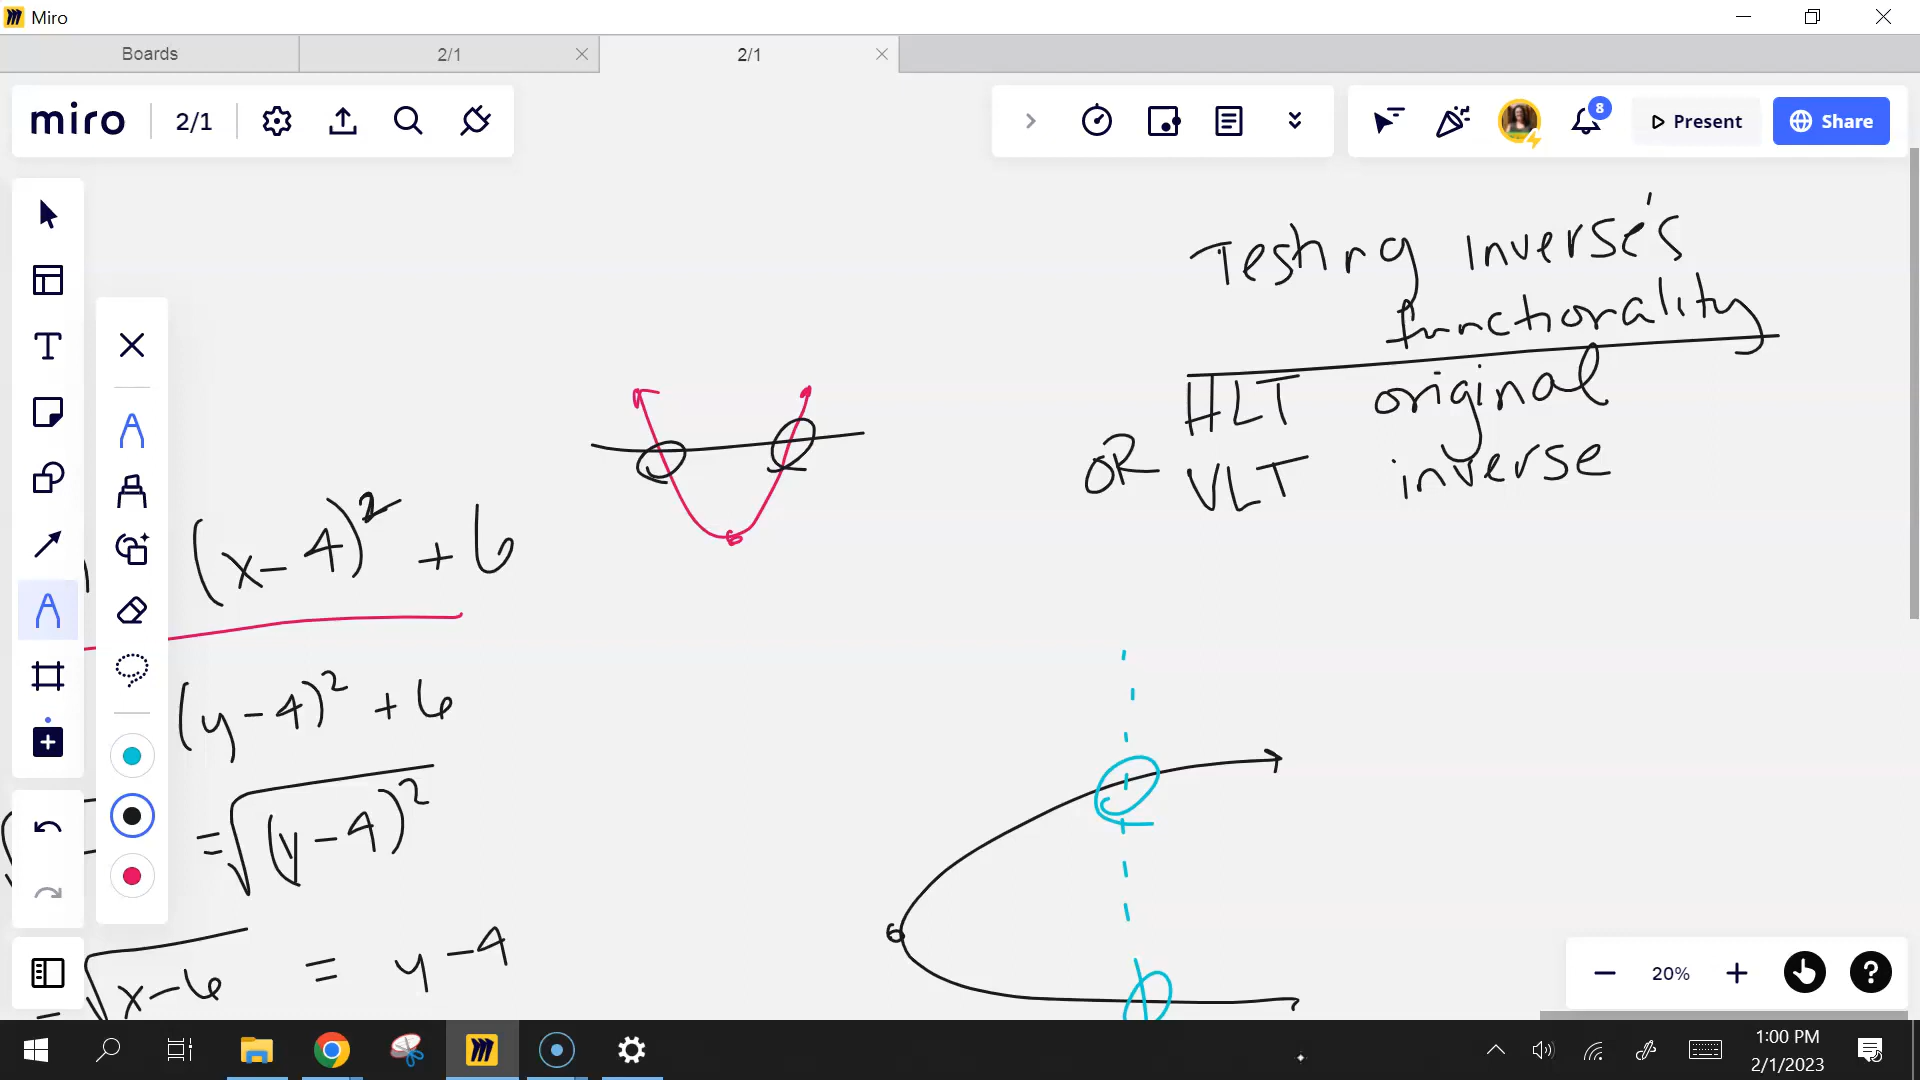 Miro
Boards
2/1
2/1
miro
2/1
8
Present
Share
Testing inverse's
functionality
HLT original
OR VLT inverse
(x-4)² + 6
(y-4)² + 6
= √(y-4)²
= √x-6 = y-4
20%
1:00 PM
2/1/2023